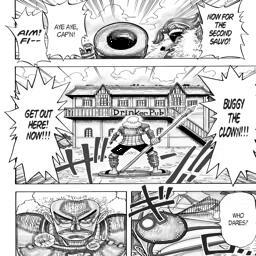 NOW FOR
THE
SECOND
SALVO!
AYE AYE,
CAP'N!
AIM!
FI--
BUGGY
THE
CLOWN!!!
Drinker Pub
GET OUT
HERE
NOW!!!
WHO
DARES?